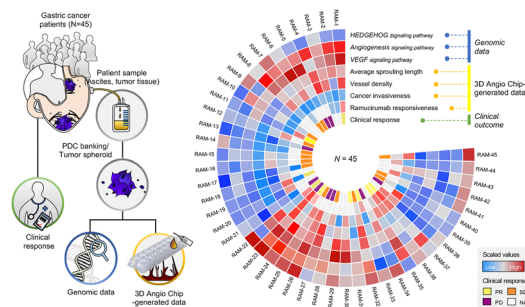 Gastric cancer
patients (N=45)
Patient sample
(Ascites, tumor tissue)
PDC banking/
Tumor spheroid
Clinical
response
Genomic data
3D Angio Chip
-generated data
HEDGEHOG signaling pathway
Angiogenesis signaling pathway
VEGF signaling pathway
Average sprouting length
Vessel density
Cancer invasiveness
Ramucirumab responsiveness
Clinical response
Genomic
data
3D Angio Chip-
generated data
Clinical
outcome
N = 45
RAM-1
RAM-2
RAM-3
RAM-4
RAM-5
RAM-6
RAM-7
RAM-8
RAM-9
RAM-10
RAM-11
RAM-12
RAM-13
RAM-14
RAM-15
RAM-16
RAM-17
RAM-18
RAM-19
RAM-20
RAM-21
RAM-22
RAM-23
RAM-24
RAM-25
RAM-26
RAM-27
RAM-28
RAM-29
RAM-30
RAM-31
RAM-32
RAM-33
RAM-34
RAM-35
RAM-36
RAM-37
RAM-38
RAM-39
RAM-40
RAM-41
RAM-42
RAM-43
RAM-44
RAM-45
Scaled values
Low High
Clinical respons
PR
PD